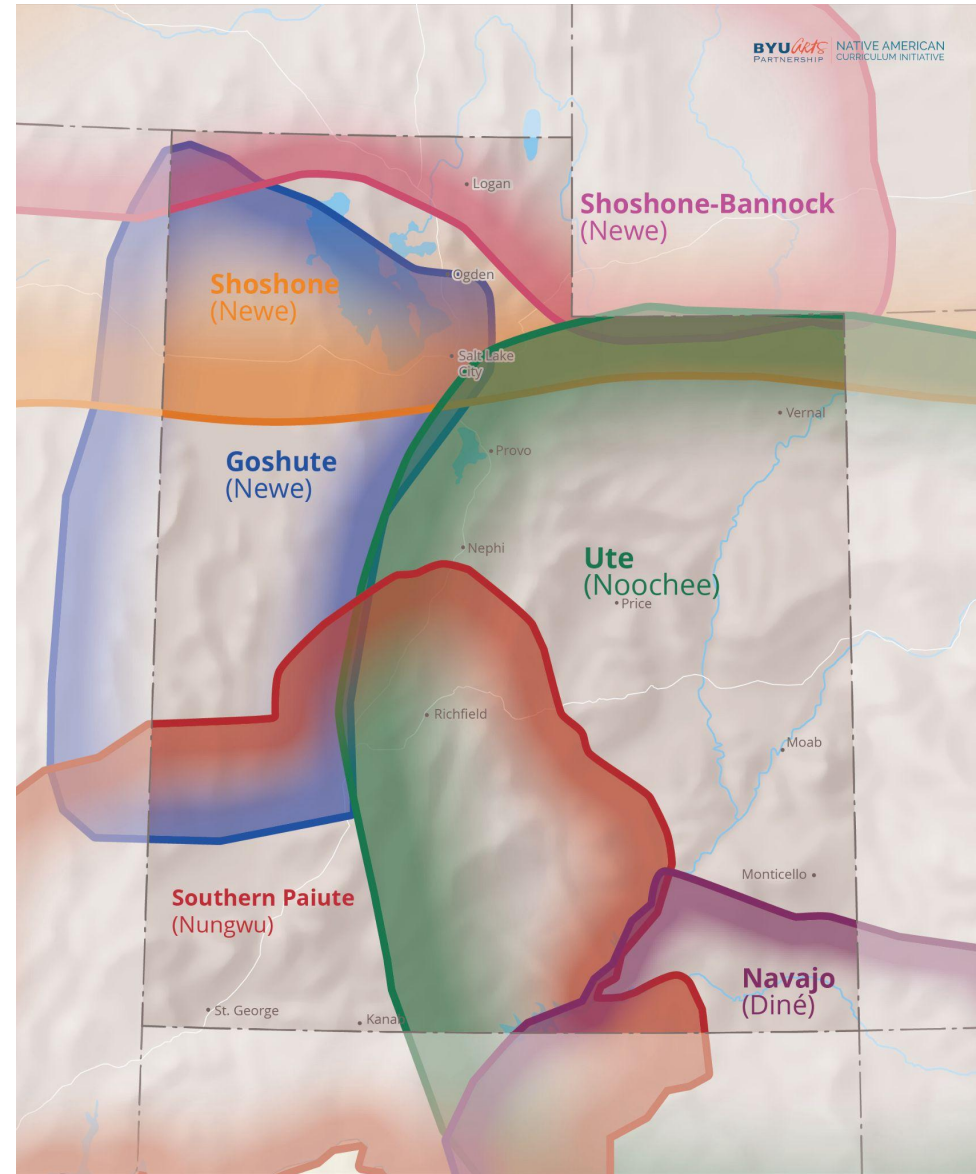 BYU arts
PARTNERSHIP
NATIVE AMERICAN
CURRICULUM INITIATIVE
Logan
Shoshone-Bannock
(Newe)
Ogden
Shoshone
(Newe)
Salt Lake
City
Vernal
Provo
Goshute
(Newe)
Nephi
Ute
(Noochee)
Price
Richfield
Moab
Monticello
Southern Paiute
(Nungwu)
Navajo
(Diné)
St. George
Kanab